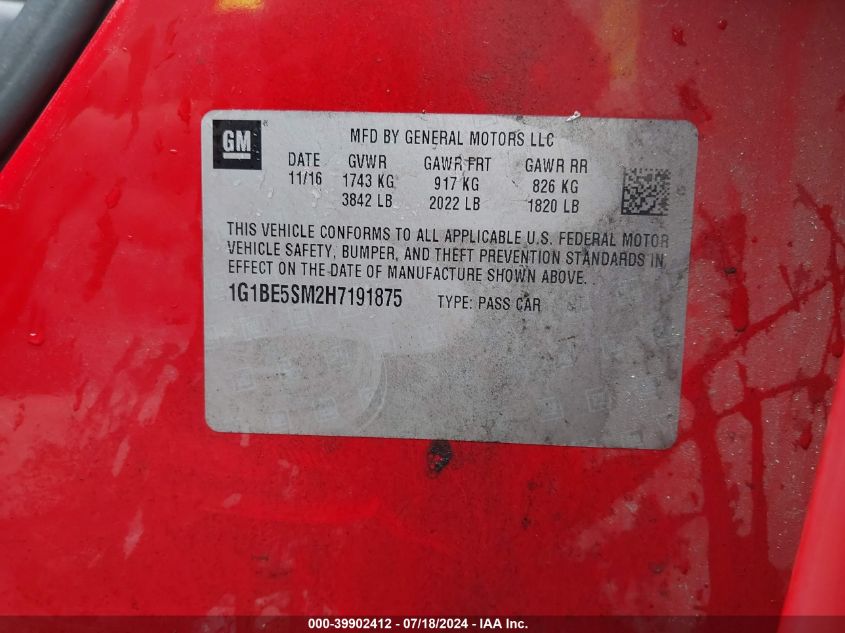 GM
MFD BY GENERAL MOTORS LLC
DATE GVWR GAWR FRT GAWR RR
11/16 1743 KG 917 KG 826 KG
3842 LB 2022 LB 1820 LB
THIS VEHICLE CONFORMS TO ALL APPLICABLE U.S. FEDERAL MOTOR
VEHICLE SAFETY, BUMPER, AND THEFT PREVENTION STANDARDS IN
EFFECT ON THE DATE OF MANUFACTURE SHOWN ABOVE.
1G1BE5SM2H7191875 TYPE: PASS CAR
000-39902412 - 07/18/2024 - IAA Inc.